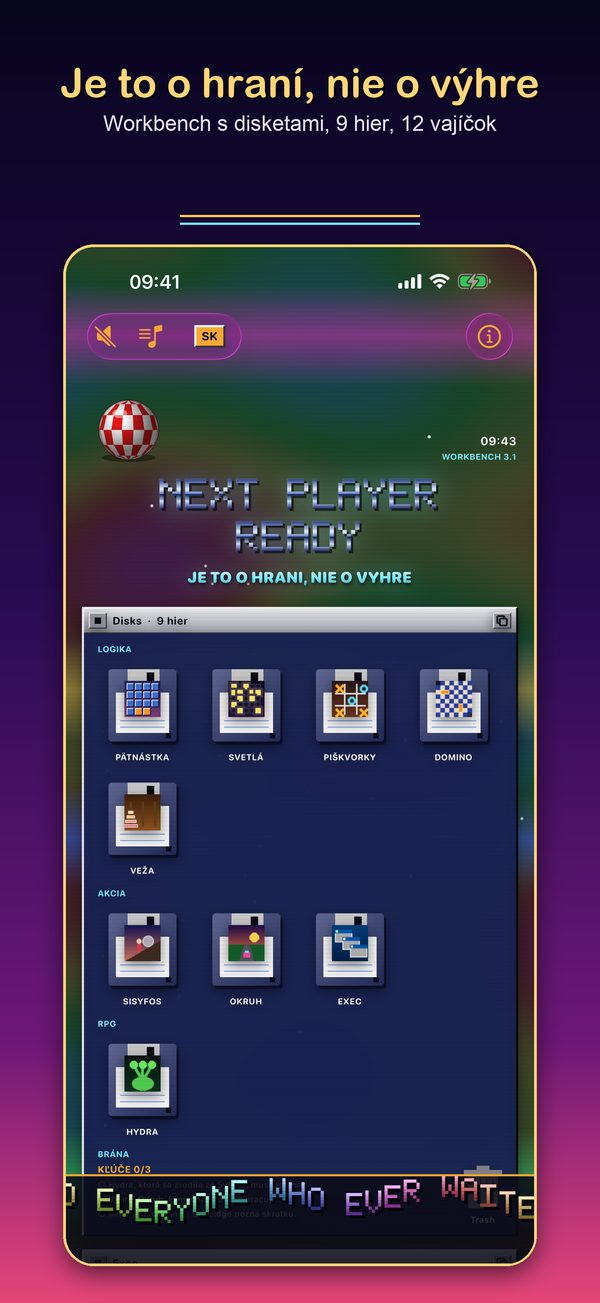 Je to o hraní, nie o výhre
Workbench s disketami, 9 hier, 12 vajíčok
09:41
SK
09:43
WORKBENCH 3.1
NEXT PLAYER
READY
JE TO O HRANI, NIE O VYHRE
Disks · 9 hier
LOGIKA
PÄTNÁSTKA
SVETLÁ
PIŠKVORKY
DOMINO
VEŽA
AKCIA
SISYFOS
OKRUH
EXEC
RPG
HYDRA
BRÁNA
KĽÚČE 0/3
EVERYONE WHO EVER WAITE
Trash